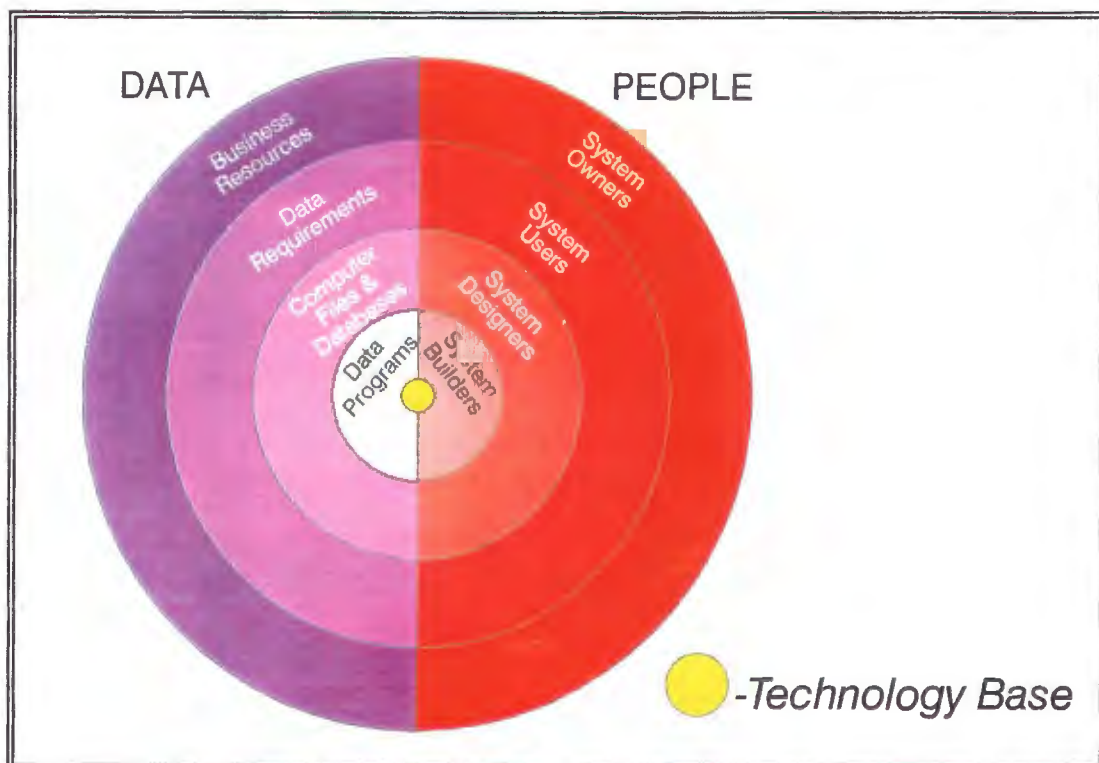 DATA
PEOPLE
Business
Resources
System
Owners
Data
Requirements
System
Users
Computer
Files &
Databases
System
Designers
Data
Programs
System
Builders
-Technology Base